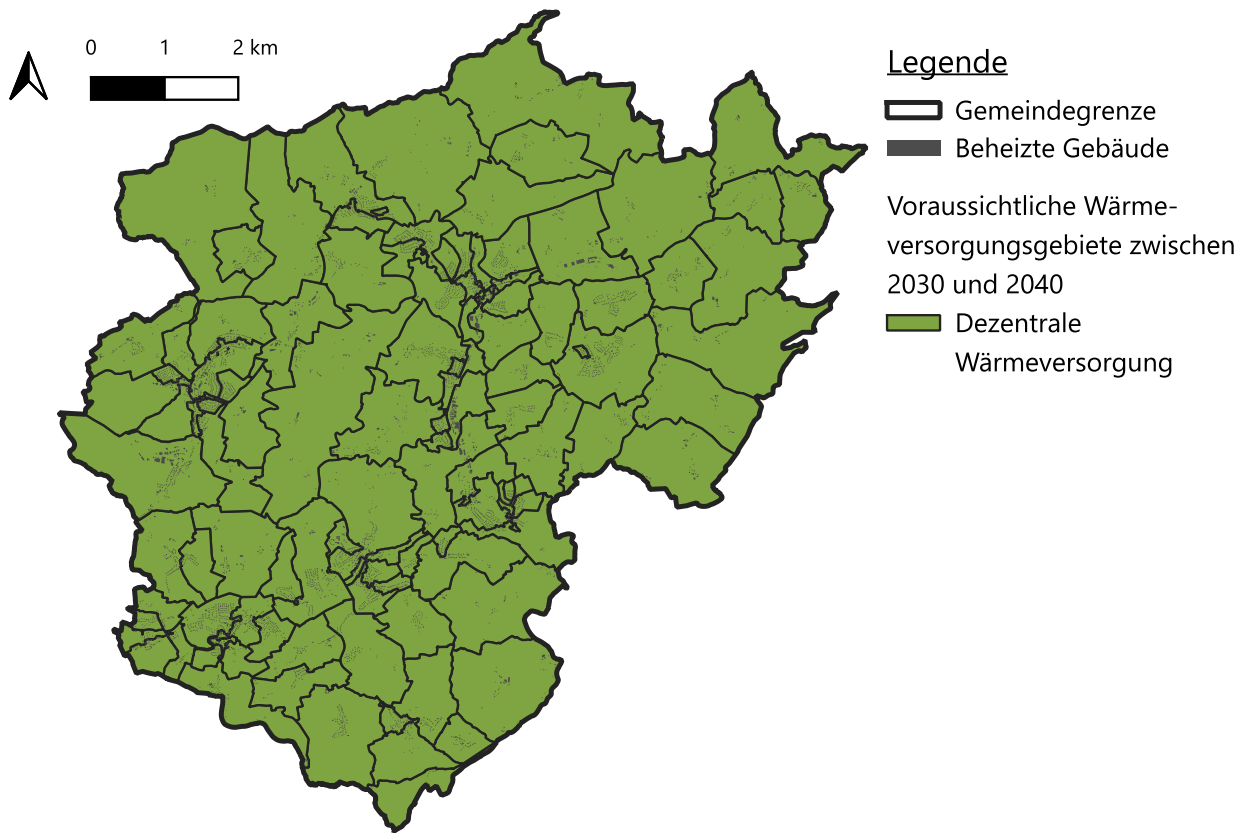 0 1 2 km
Legende
Gemeindegrenze
Beheizte Gebäude
Voraussichtliche Wärme-
versorgungsgebiete zwischen
2030 und 2040
Dezentrale
Wärmeversorgung